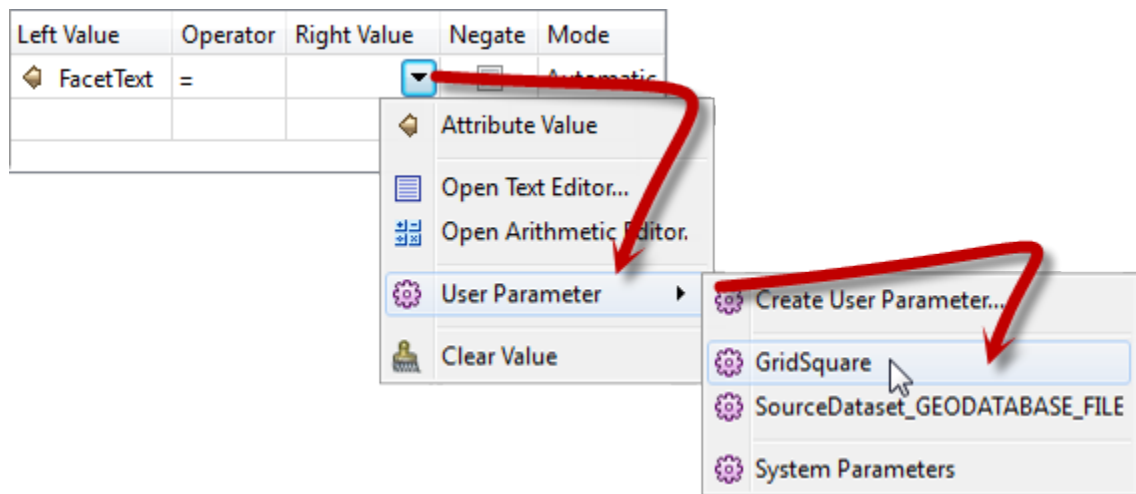 Left Value Operator Right Value Negate Mode
FacetText = Automatic
Attribute Value
Open Text Editor...
Open Arithmetic Editor.
User Parameter
Create User Parameter...
Clear Value
GridSquare
SourceDataset_GEODATABASE_FILE
System Parameters